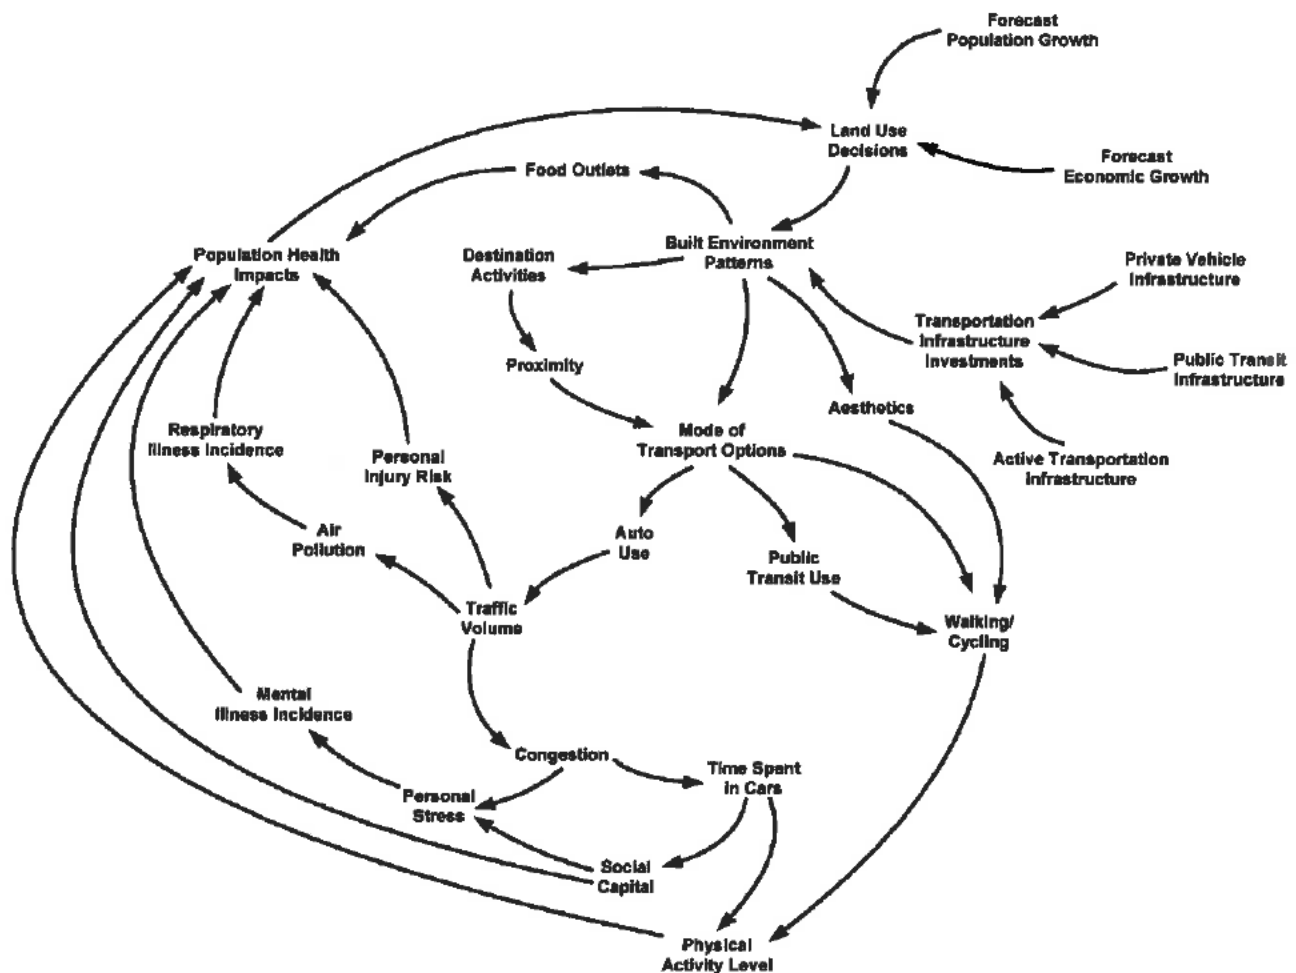 Forecast
Population Growth
Land Use
Decisions
Forecast
Economic Growth
Food Outlets
Population Health
Impacts
Destination
Activities
Built Environment
Patterns
Private Vehicle
Infrastructure
Transportation
Infrastructure
Investments
Proximity
Public Transit
Infrastructure
Aesthetics
Respiratory
Illness Incidence
Personal
Injury Risk
Mode of
Transport Options
Active Transportation
Infrastructure
Air
Pollution
Auto
Use
Public
Transit Use
Traffic
Volume
Walking/
Cycling
Mental
Illness Incidence
Congestion
Time Spent
in Cars
Personal
Stress
Social
Capital
Physical
Activity Level